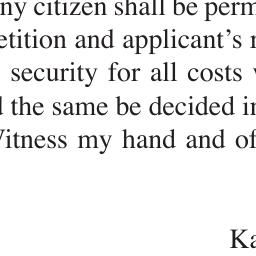 ny citizen shall be perm
etition and applicant's r
security for all costs
the same be decided in
Witness my hand and of
Ka